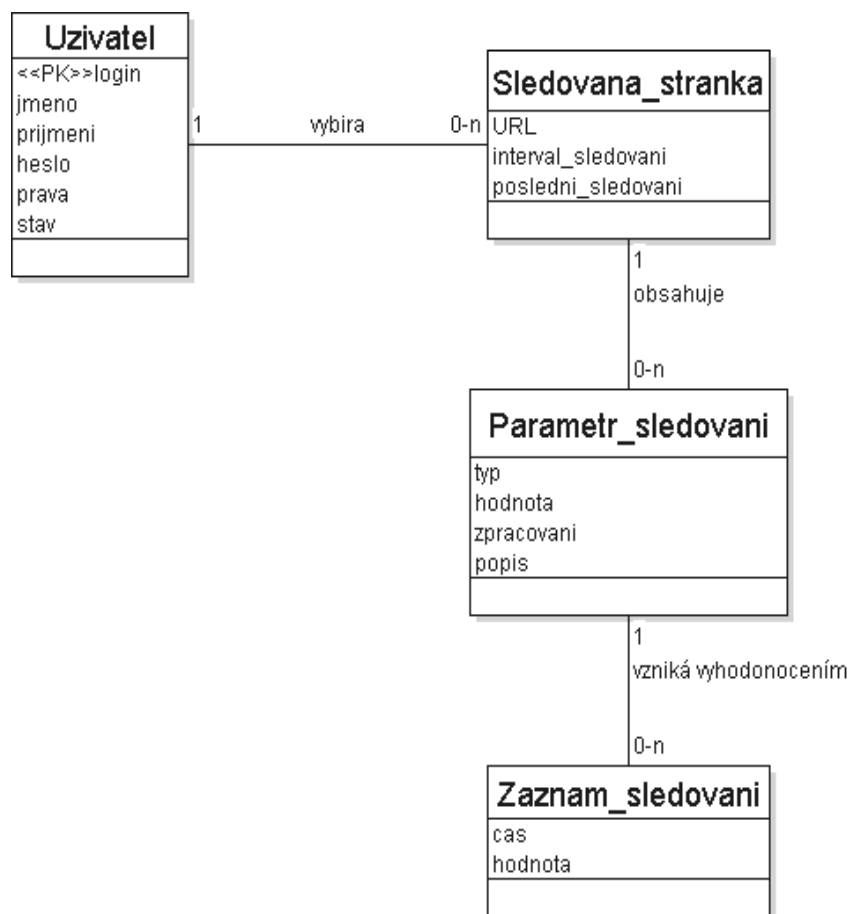 Uzivatel
<<PK>>login
jmeno
prijmeni
heslo
prava
stav
1 vybira 0-n
Sledovana_stranka
URL
interval_sledovani
posledni_sledovani
1
obsahuje
0-n
Parametr_sledovani
typ
hodnota
zpracovani
popis
1
vzniká vyhodonocením
0-n
Zaznam_sledovani
cas
hodnota